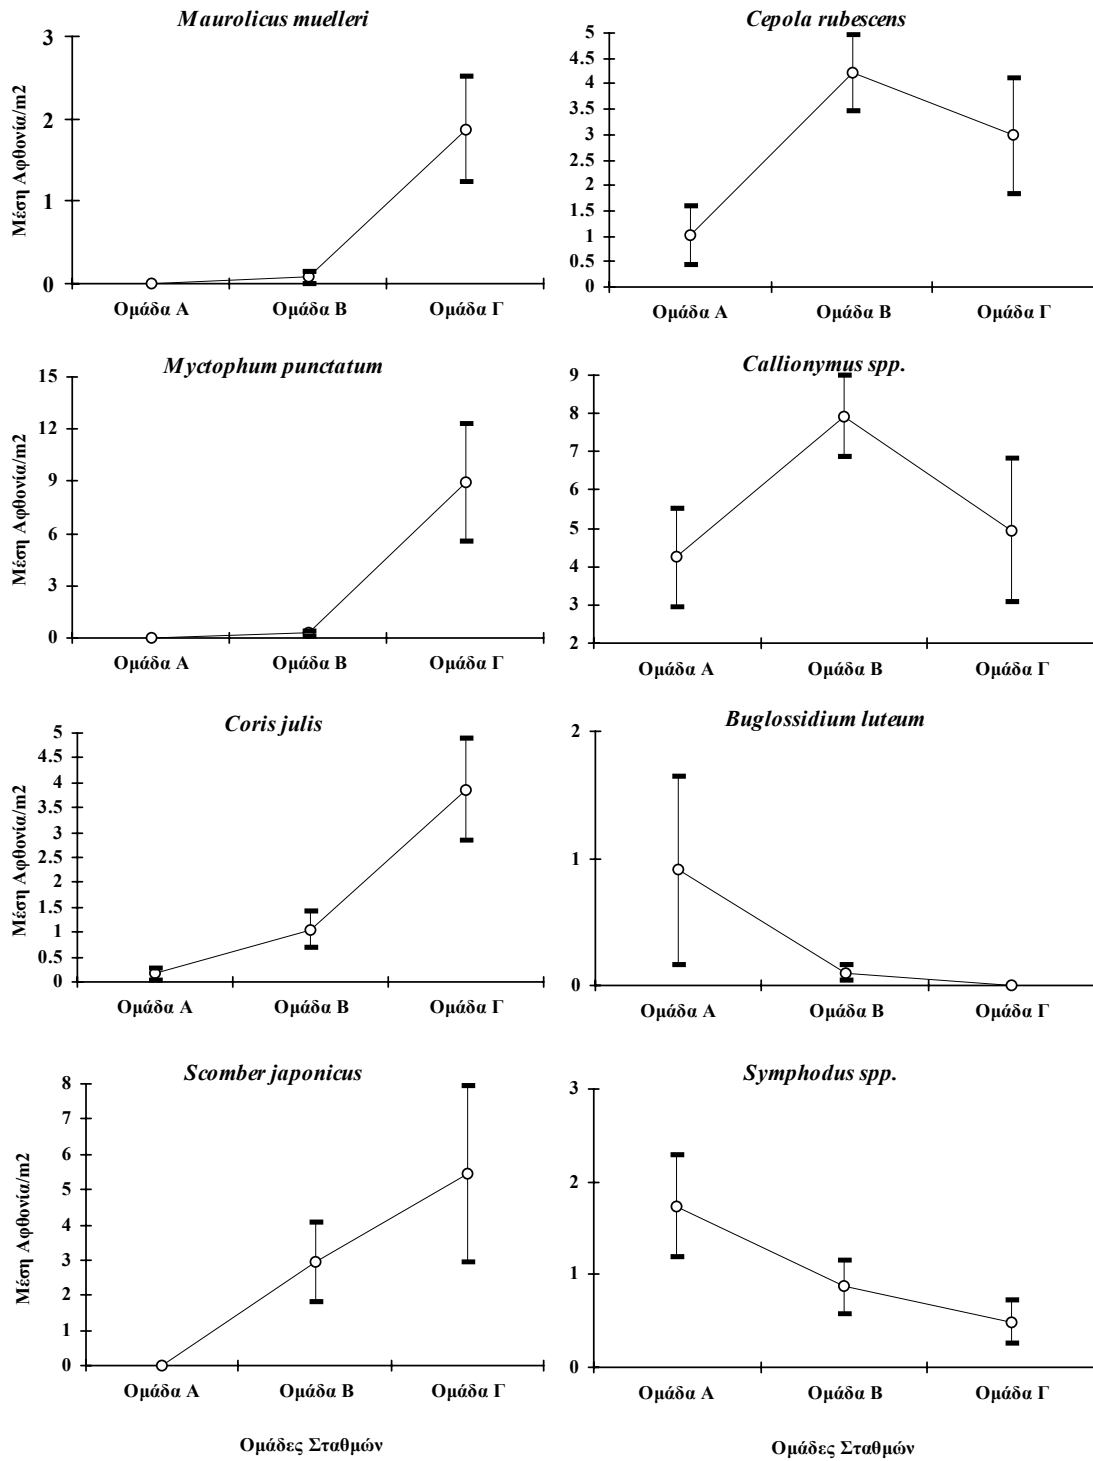 Maurolicus muelleri
Μέση Αφθονία/m2
3
2
1
0
Ομάδα Α Ομάδα Β Ομάδα Γ
Cepola rubescens
5
4.5
4
3.5
3
2.5
2
1.5
1
0.5
0
Ομάδα Α Ομάδα Β Ομάδα Γ
Myctophum punctatum
Μέση Αφθονία/m2
15
12
9
6
3
0
Ομάδα Α Ομάδα Β Ομάδα Γ
Callionymus spp.
9
8
7
6
5
4
3
2
Ομάδα Α Ομάδα Β Ομάδα Γ
Coris julis
Μέση Αφθονία/m2
5
4.5
4
3.5
3
2.5
2
1.5
1
0.5
0
Ομάδα Α Ομάδα Β Ομάδα Γ
Buglossidium luteum
2
1
0
Ομάδα Α Ομάδα Β Ομάδα Γ
Scomber japonicus
Μέση Αφθονία/m2
8
7
6
5
4
3
2
1
0
Ομάδα Α Ομάδα Β Ομάδα Γ
Ομάδες Σταθμών
Symphodus spp.
3
2
1
0
Ομάδα Α Ομάδα Β Ομάδα Γ
Ομάδες Σταθμών